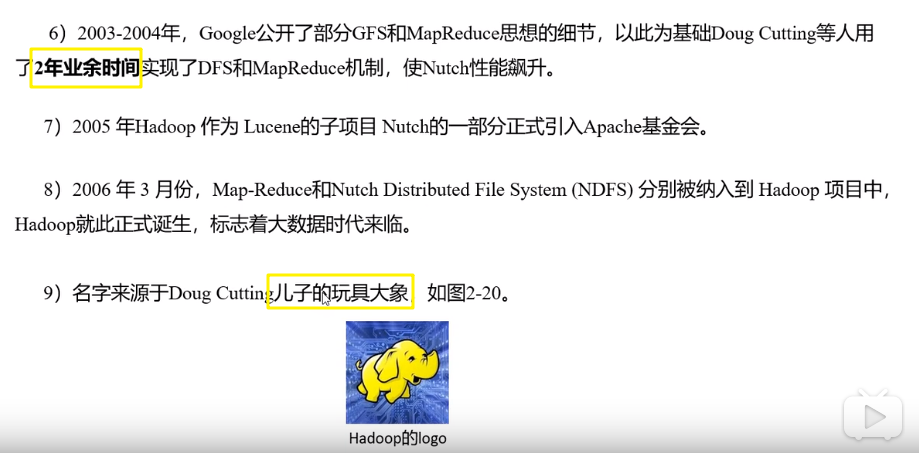 6）2003-2004年，Google公开了部分GFS和MapReduce思想的细节，以此为基础Doug Cutting等人用
了2年业余时间实现了DFS和MapReduce机制，使Nutch性能飙升。
7）2005 年Hadoop 作为 Lucene的子项目 Nutch的一部分正式引入Apache基金会。
8）2006 年 3 月份，Map-Reduce和Nutch Distributed File System (NDFS) 分别被纳入到 Hadoop 项目中，
Hadoop就此正式诞生，标志着大数据时代来临。
9）名字来源于Doug Cutting儿子的玩具大象，如图2-20。
Hadoop的logo